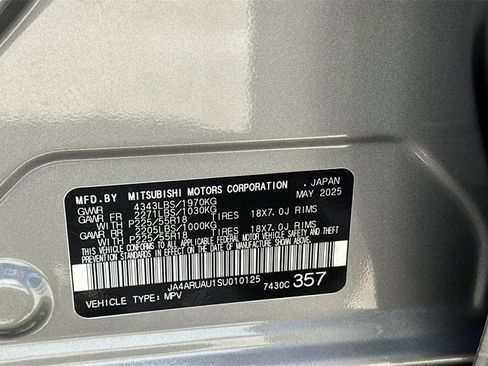 MFD.BY MITSUBISHI MOTORS CORPORATION, JAPAN
GVWR 4343LBS/1970KG MAY 2025
GAWR FR 2271LBS/1030KG
WITH P225/55R18 TIRES 18X7.0J RIMS
GAWR RR 2205LBS/1000KG
WITH P225/55R18 TIRES 18X7.0J RIMS
THIS VEHICLE CONFORMS TO ALL APPLICABLE FEDERAL MOTOR VEHICLE SAFETY AND
THEFT PREVENTION STANDARDS IN EFFECT ON THE DATE OF MANUFACTURE SHOWN ABOVE.
JA4ARUAU1SU010125 7430C 357
VEHICLE TYPE: MPV